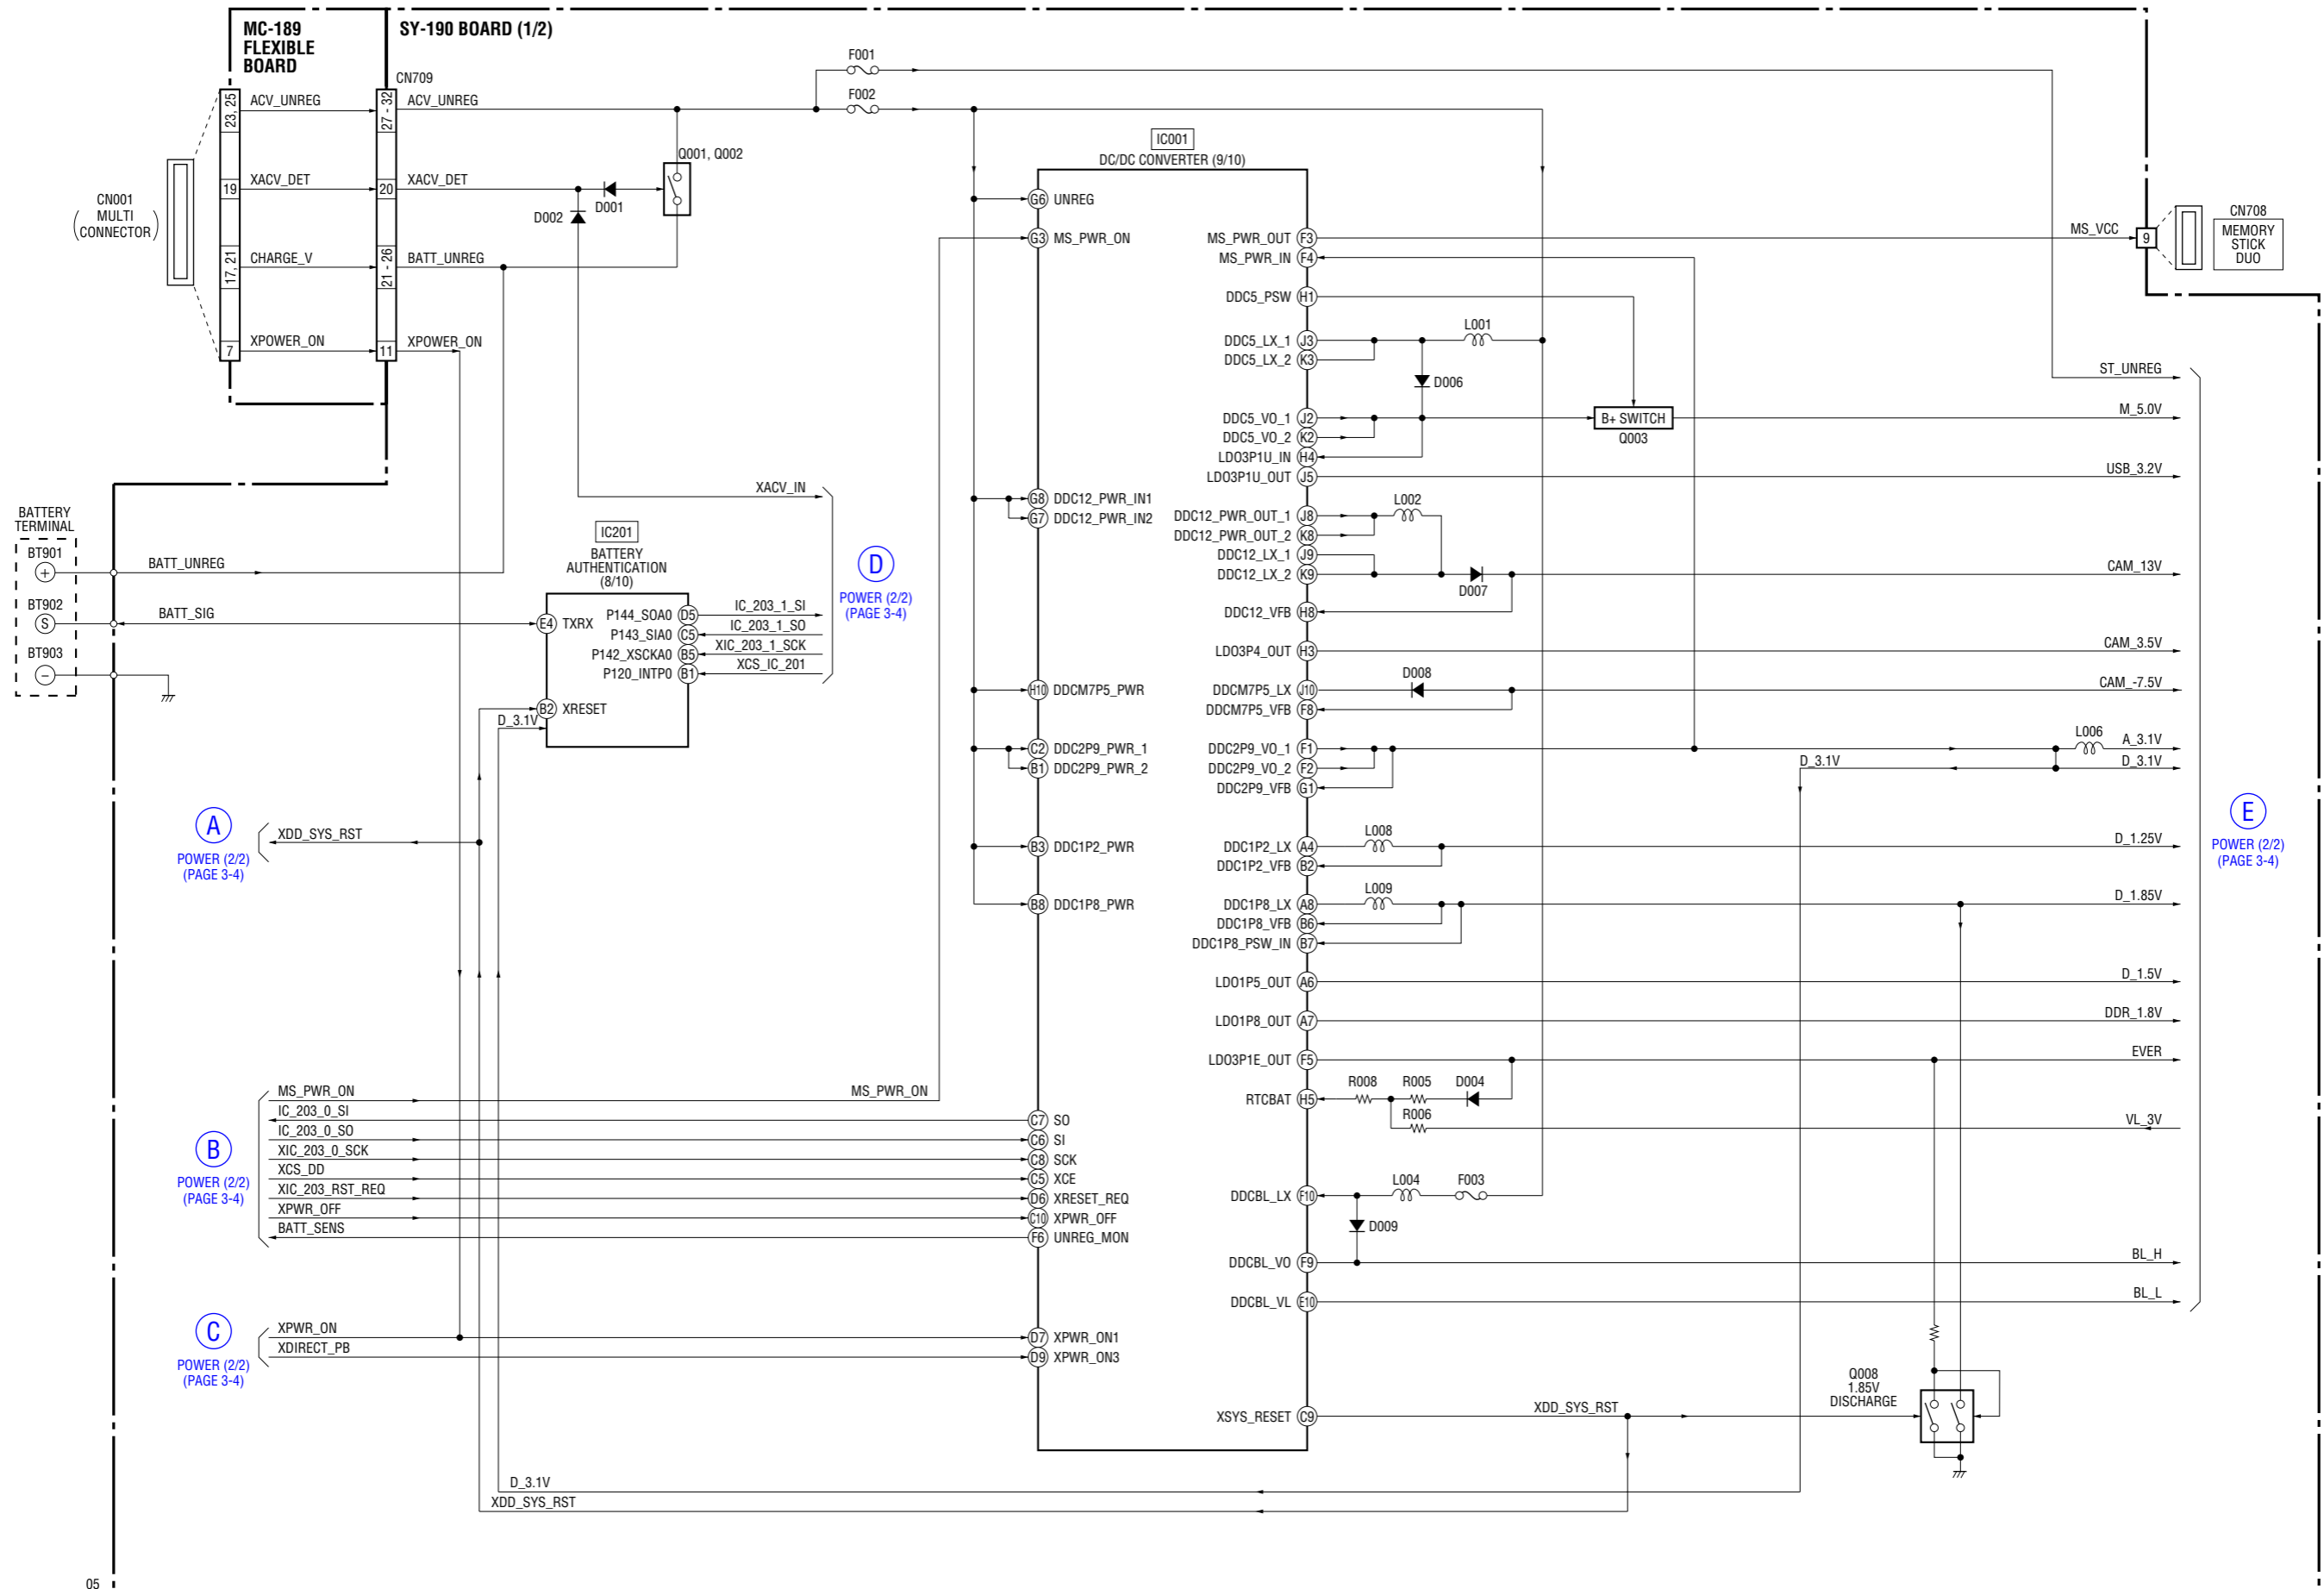 MC-189
FLEXIBLE
BOARD
SY-190 BOARD (1/2)
CN709
23, 25
ACV_UNREG
27 - 32
ACV_UNREG
19
XACV_DET
20
XACV_DET
17, 21
CHARGE_V
21 - 26
BATT_UNREG
7
XPOWER_ON
11
XPOWER_ON
CN001
MULTI
CONNECTOR
F001
F002
Q001, Q002
D001
D002
XACV_IN
BATTERY
TERMINAL
BT901
+
BATT_UNREG
BT902
S
BATT_SIG
BT903
−
IC201
BATTERY
AUTHENTICATION
(8/10)
E4 TXRX
B2 XRESET
D_3.1V
P144_SOA0 D5 IC_203_1_SI
P143_SIA0 C5 IC_203_1_SO
P142_XSCKA0 B5 XIC_203_1_SCK
P120_INTP0 B1 XCS_IC_201
D
POWER (2/2)
(PAGE 3-4)
A
POWER (2/2)
(PAGE 3-4)
XDD_SYS_RST
B
POWER (2/2)
(PAGE 3-4)
MS_PWR_ON
MS_PWR_ON
IC_203_0_SI
IC_203_0_SO
XIC_203_0_SCK
XCS_DD
XIC_203_RST_REQ
XPWR_OFF
BATT_SENS
C
POWER (2/2)
(PAGE 3-4)
XPWR_ON
XDIRECT_PB
D_3.1V
XDD_SYS_RST
IC001
DC/DC CONVERTER (9/10)
G6 UNREG
G3 MS_PWR_ON
G8 DDC12_PWR_IN1
G7 DDC12_PWR_IN2
H10 DDCM7P5_PWR
C2 DDC2P9_PWR_1
B1 DDC2P9_PWR_2
B3 DDC1P2_PWR
B8 DDC1P8_PWR
C7 SO
C6 SI
C8 SCK
C5 XCE
D6 XRESET_REQ
C10 XPWR_OFF
F6 UNREG_MON
D7 XPWR_ON1
D9 XPWR_ON3
MS_PWR_OUT F3
MS_PWR_IN F4
DDC5_PSW H1
DDC5_LX_1 J3
DDC5_LX_2 K3
DDC5_VO_1 J2
DDC5_VO_2 K2
LDO3P1U_IN H4
LDO3P1U_OUT J5
DDC12_PWR_OUT_1 J8
DDC12_PWR_OUT_2 K8
DDC12_LX_1 J9
DDC12_LX_2 K9
DDC12_VFB H8
LDO3P4_OUT H3
DDCM7P5_LX J10
DDCM7P5_VFB F8
DDC2P9_VO_1 F1
DDC2P9_VO_2 F2
DDC2P9_VFB G1
DDC1P2_LX A4
DDC1P2_VFB B2
DDC1P8_LX A8
DDC1P8_VFB B6
DDC1P8_PSW_IN B7
LDO1P5_OUT A6
LDO1P8_OUT A7
LDO3P1E_OUT F5
RTCBAT H5
DDCBL_LX F10
DDCBL_VO F9
DDCBL_VL E10
XSYS_RESET C9
L001
D006
B+ SWITCH
Q003
L002
D007
D008
L006
D_3.1V
L008
L009
R008
R005
D004
R006
L004
F003
D009
XDD_SYS_RST
Q008
1.85V
DISCHARGE
MS_VCC
9
CN708
MEMORY
STICK
DUO
ST_UNREG
M_5.0V
USB_3.2V
CAM_13V
CAM_3.5V
CAM_-7.5V
A_3.1V
D_3.1V
D_1.25V
D_1.85V
D_1.5V
DDR_1.8V
EVER
VL_3V
BL_H
BL_L
E
POWER (2/2)
(PAGE 3-4)
05